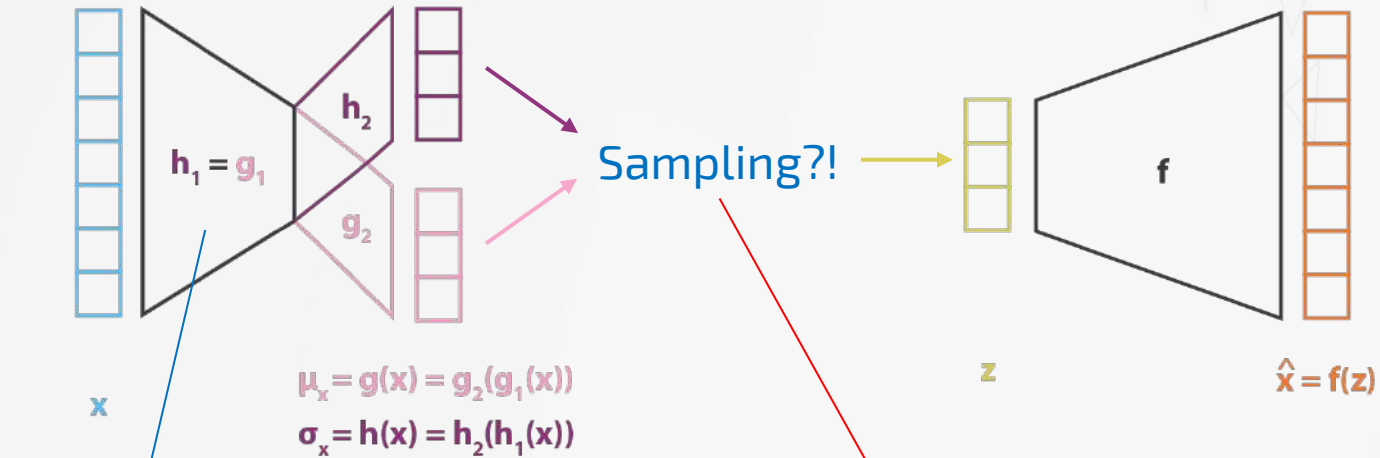 h₂
h₁ = g₁
Sampling?!
f
g₂
z
μₓ = g(x) = g₂(g₁(x))
x̂ = f(z)
x
σₓ = h(x) = h₂(h₁(x))